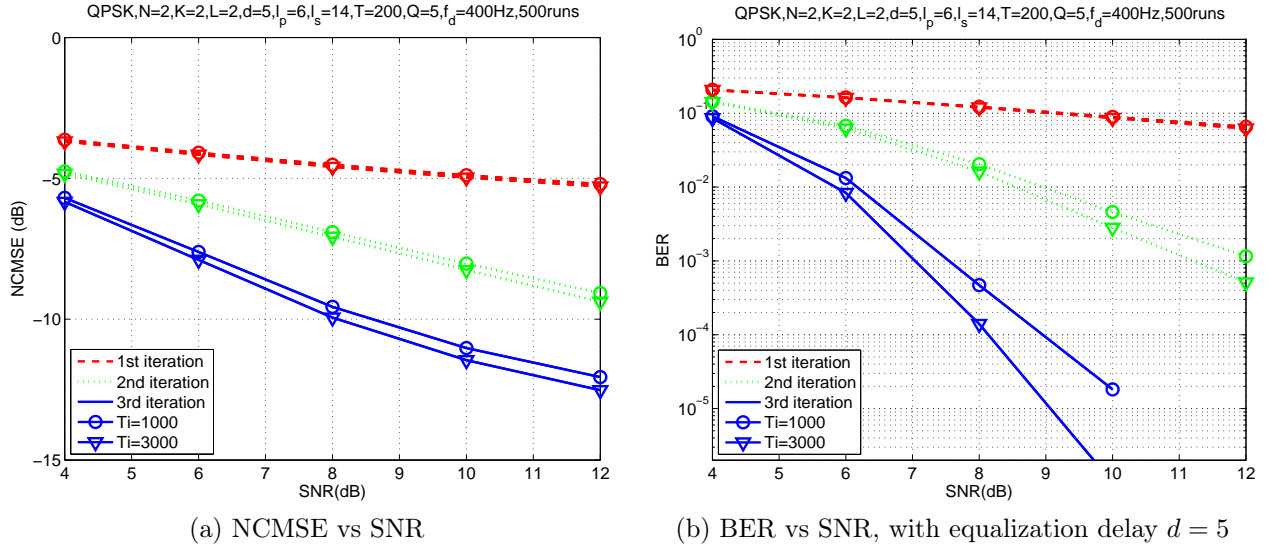 QPSK,N=2,K=2,L=2,d=5,l_p=6,l_s=14,T=200,Q=5,f_d=400Hz,500runs
0
−5
−10
−15
NCMSE (dB)
1st iteration
2nd iteration
3rd iteration
Ti=1000
Ti=3000
4 5 6 7 8 9 10 11 12
SNR(dB)
(a) NCMSE vs SNR
QPSK,N=2,K=2,L=2,d=5,l_p=6,l_s=14,T=200,Q=5,f_d=400Hz,500runs
10^0
10^−1
10^−2
10^−3
10^−4
10^−5
BER
1st iteration
2nd iteration
3rd iteration
Ti=1000
Ti=3000
4 5 6 7 8 9 10 11 12
SNR(dB)
(b) BER vs SNR, with equalization delay d = 5